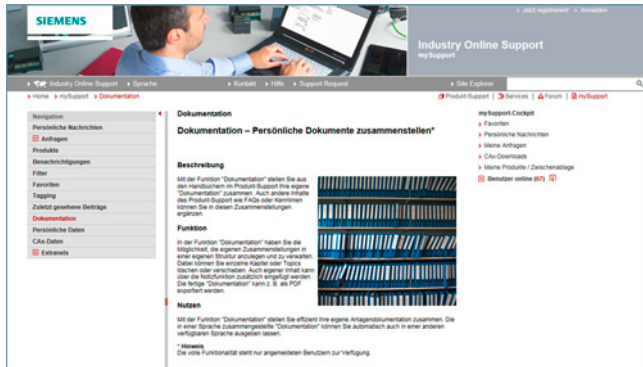 SIEMENS
› Jetzt registrieren! › Anmelden
Industry Online Support
mySupport
› Industry Online Support › Sprache › Kontakt › Hilfe › Support Request › Site Explorer
› Home › mySupport › Dokumentation
Produkt-Support | Services | Forum | mySupport
Navigation
Persönliche Nachrichten
Anfragen
Produkte
Benachrichtigungen
Filter
Favoriten
Tagging
Zuletzt gesehene Beiträge
Dokumentation
Persönliche Daten
CAx-Daten
Extranets
Dokumentation
Dokumentation – Persönliche Dokumente zusammenstellen*
Beschreibung
Mit der Funktion "Dokumentation" stellen Sie aus
den Handbüchern im Produkt-Support Ihre eigene
"Dokumentation" zusammen. Auch andere Inhalte
des Produkt-Support wie FAQs oder Kennlinien
können Sie in diesen Zusammenstellungen
ergänzen.
Funktion
In der Funktion "Dokumentation" haben Sie die
Möglichkeit, die eigenen Zusammenstellungen in
einer eigenen Struktur anzulegen und zu verwalten.
Dabei können Sie einzelne Kapitel oder Topics
löschen oder verschieben. Auch eigener Inhalt kann
über die Notizfunktion zusätzlich eingefügt werden.
Die fertige "Dokumentation" kann z. B. als PDF
exportiert werden.
Nutzen
Mit der Funktion "Dokumentation" stellen Sie effizient Ihre eigene Anlagendokumentation zusammen. Die
in einer Sprache zusammengestellte "Dokumentation" können Sie automatisch auch in einer anderen
verfügbaren Sprache ausgeben lassen.
* Hinweis
Die volle Funktionalität steht nur angemeldeten Benutzern zur Verfügung.
mySupport-Cockpit
› Favoriten
› Persönliche Nachrichten
› Meine Anfragen
› CAx-Downloads
› Meine Produkte / Zwischenablage
Benutzer online (67)